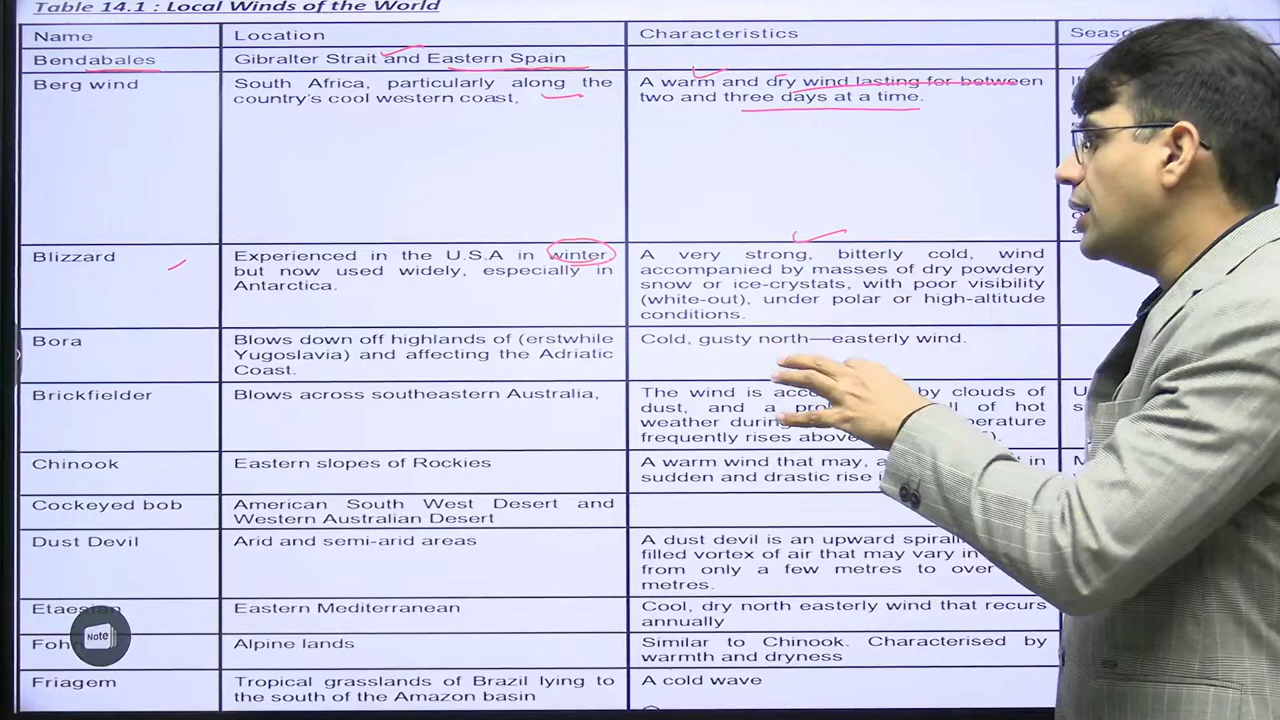 Table 14.1 : Local Winds of the World
Name Location Characteristics Seas
Bendabales Gibralter Strait and Eastern Spain
Berg wind South Africa, particularly along the A warm and dry wind lasting for between
country's cool western coast, two and three days at a time.
Blizzard Experienced in the U.S.A in winter A very strong, bitterly cold, wind
but now used widely, especially in accompanied by masses of dry powdery
Antarctica. snow or ice-crystats, with poor visibility
(white-out), under polar or high-altitude
conditions.
Bora Blows down off highlands of (erstwhile Cold, gusty north—easterly wind.
Yugoslavia) and affecting the Adriatic
Coast.
Brickfielder Blows across southeastern Australia, The wind is by clouds of
dust, and a of hot
weather
frequently rises
Chinook Eastern slopes of Rockies A warm wind that may, in
sudden and drastic rise
Cockeyed bob American South West Desert and
Western Australian Desert
Dust Devil Arid and semi-arid areas A dust devil is an upward
filled vortex of air that may vary in
from only a few metres to over
metres.
Etaesian Eastern Mediterranean Cool, dry north easterly wind that recurs
annually
Note
Foh Alpine lands Similar to Chinook. Characterised by
warmth and dryness
Friagem Tropical grasslands of Brazil lying to A cold wave
the south of the Amazon basin